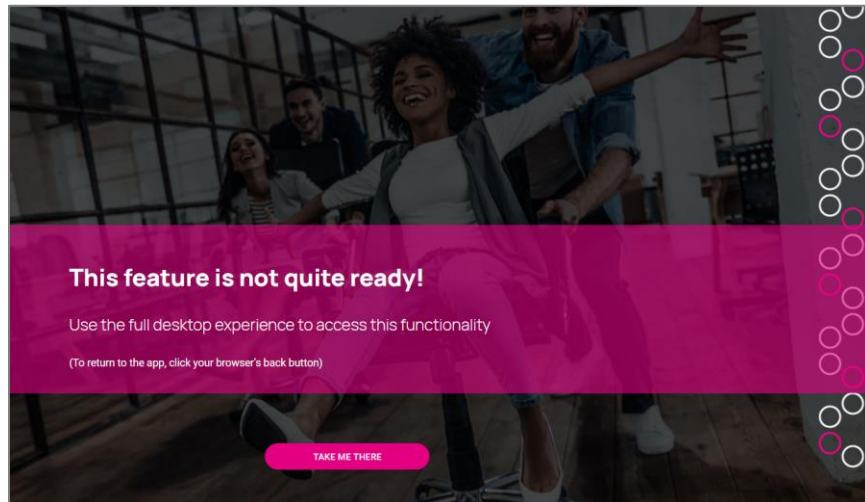 This feature is not quite ready!
Use the full desktop experience to access this functionality
(To return to the app, click your browser's back button)
TAKE ME THERE